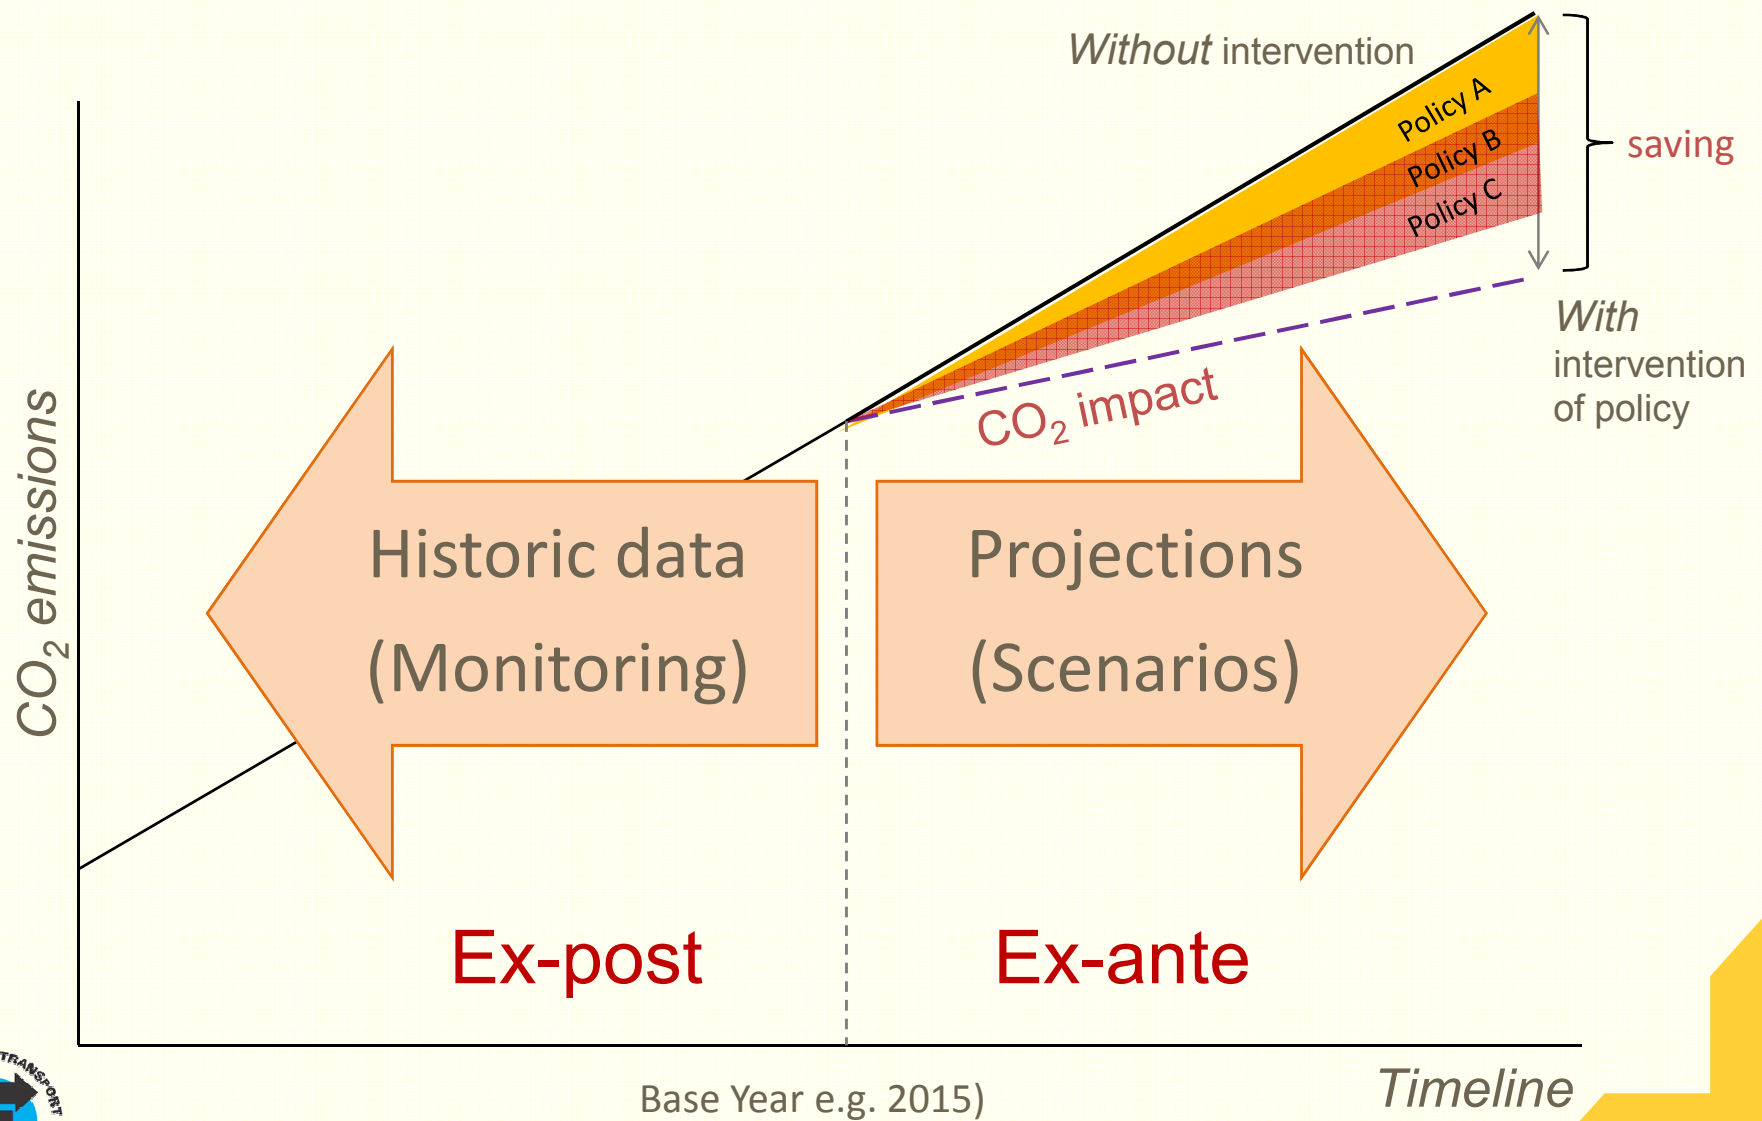 Without intervention
Policy A
Policy B
Policy C
saving
With
intervention
of policy
CO₂ impact
CO₂ emissions
Historic data
(Monitoring)
Projections
(Scenarios)
Ex-post
Ex-ante
Base Year e.g. 2015)
Timeline
TRANSPORT